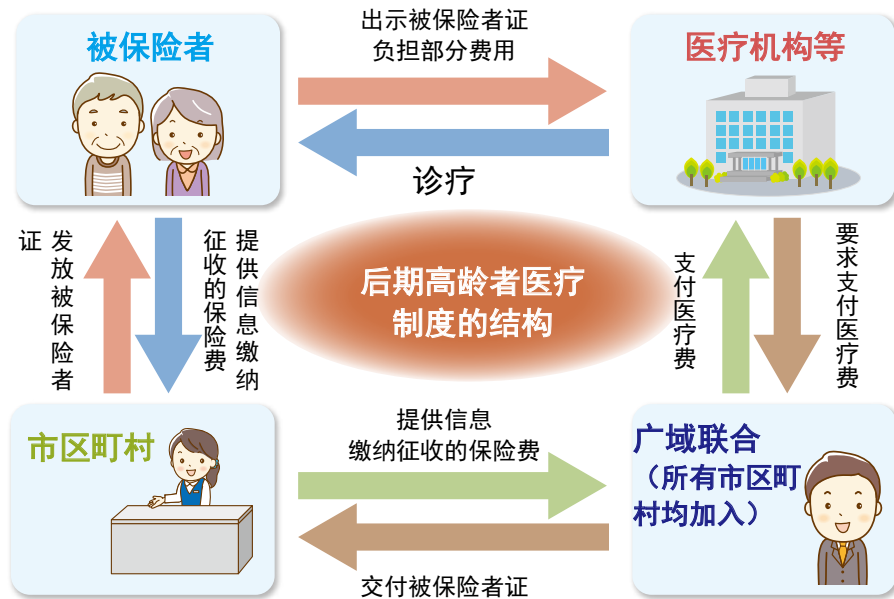 出示被保险者证
负担部分费用
被保险者
医疗机构等
诊疗
发放被保险者
证
提供信息缴纳
征收的保险费
后期高龄者医疗
制度的结构
支付医疗费
要求支付医疗费
市区町村
提供信息
缴纳征收的保险费
广域联合
（所有市区町
村均加入）
交付被保险者证